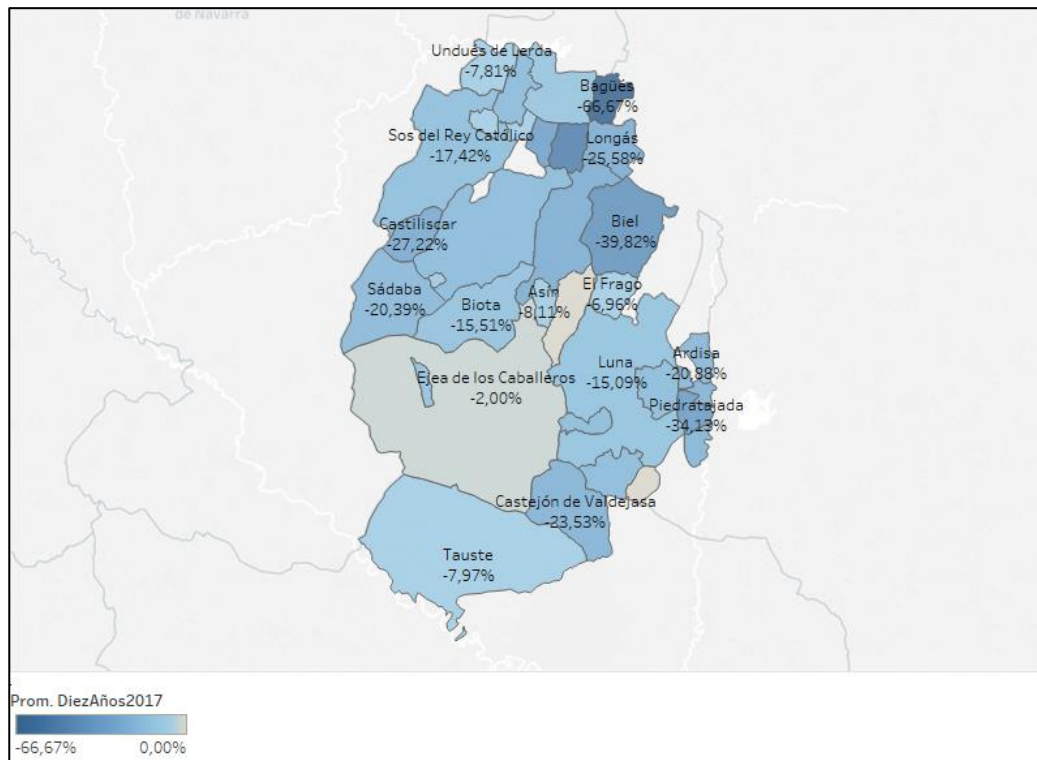 de Navarra
Undués de Lerda
-7,81%
Bagüés
-66,67%
Sos del Rey Católico
-17,42%
Longás
-25,58%
Castiliscar
-27,22%
Biel
-39,82%
Sádaba
-20,39%
Biota
-15,51%
Asín
-8,11%
El Frago
-6,96%
Luna
-15,09%
Ardisa
-20,88%
Ejea de los Caballeros
-2,00%
Piedratajada
-34,13%
Castejón de Valdejasa
-23,53%
Tauste
-7,97%
Prom. DiezAños2017
-66,67%
0,00%